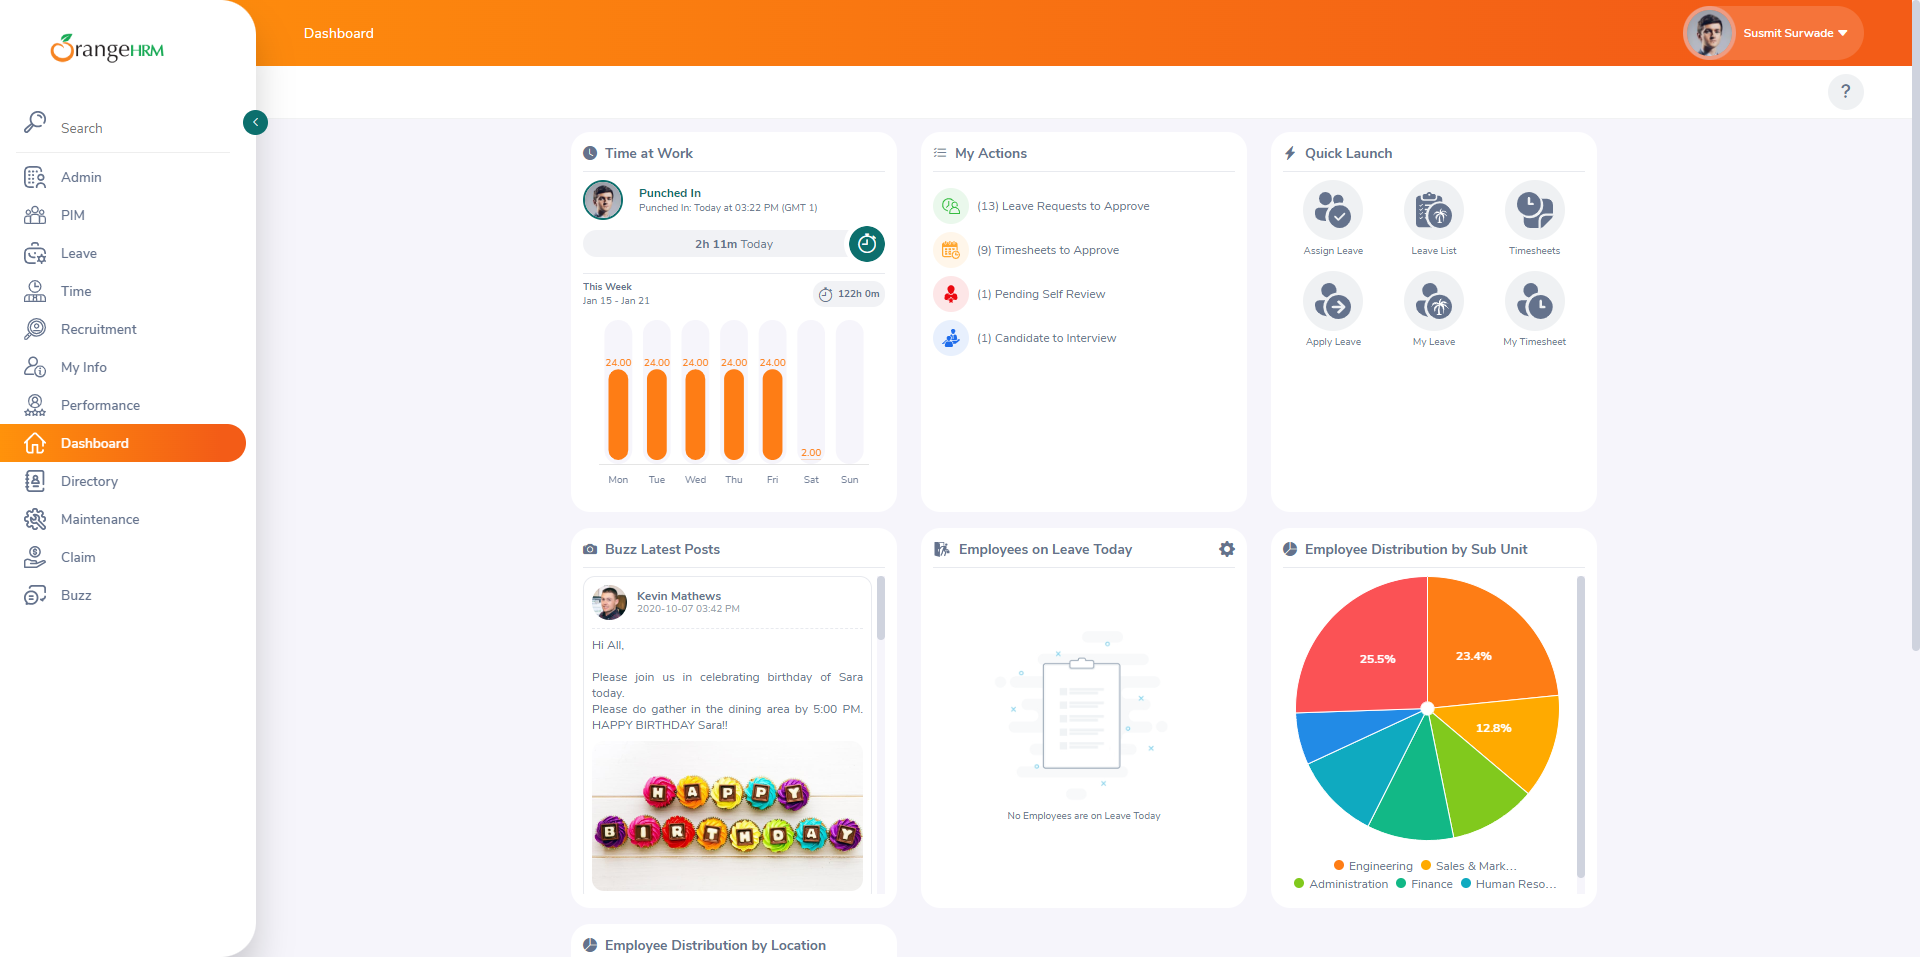 OrangeHRM
Search
Admin
PIM
Leave
Time
Recruitment
My Info
Performance
Dashboard
Directory
Maintenance
Claim
Buzz
Dashboard
Susmit Surwade
?
Time at Work
Punched In
Punched In: Today at 03:22 PM (GMT 1)
2h 11m Today
This Week
Jan 15 - Jan 21
122h 0m
24.00 24.00 24.00 24.00 24.00
2.00
Mon Tue Wed Thu Fri Sat Sun
My Actions
(13) Leave Requests to Approve
(9) Timesheets to Approve
(1) Pending Self Review
(1) Candidate to Interview
Quick Launch
Assign Leave Leave List Timesheets
Apply Leave My Leave My Timesheet
Buzz Latest Posts
Kevin Mathews
2020-10-07 03:42 PM
Hi All,
Please join us in celebrating birthday of Sara
today.
Please do gather in the dining area by 5:00 PM.
HAPPY BIRTHDAY Sara!!
HAPPY
BIRTHDAY
Employees on Leave Today
No Employees are on Leave Today
Employee Distribution by Sub Unit
25.5% 23.4%
12.8%
Engineering Sales & Mark...
Administration Finance Human Reso...
Employee Distribution by Location